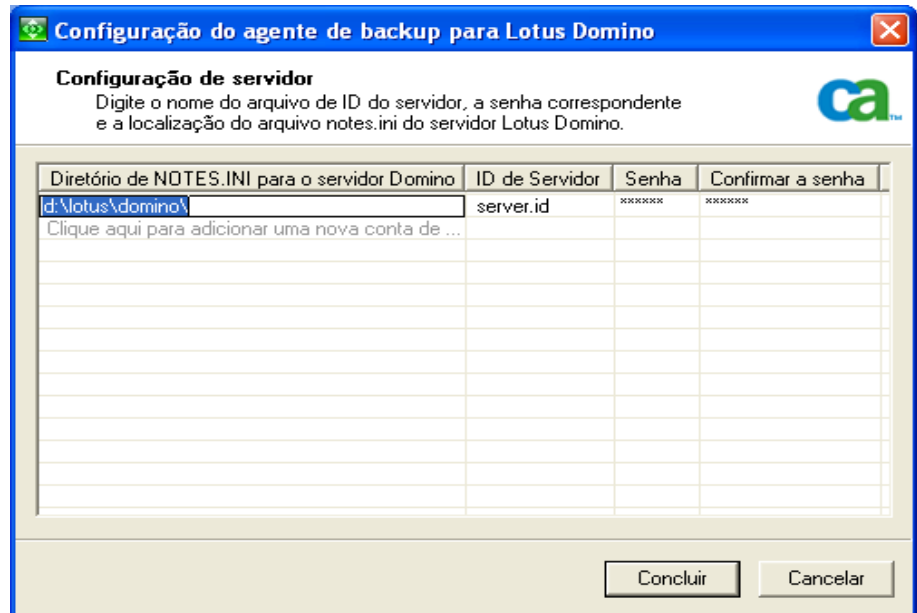 Configuração do agente de backup para Lotus Domino
Configuração de servidor
Digite o nome do arquivo de ID do servidor, a senha correspondente
e a localização do arquivo notes.ini do servidor Lotus Domino.
ca™
Diretório de NOTES.INI para o servidor Domino ID de Servidor Senha Confirmar a senha
d:\lotus\domino\ server.id ****** ******
Clique aqui para adicionar uma nova conta de ...
Concluir Cancelar